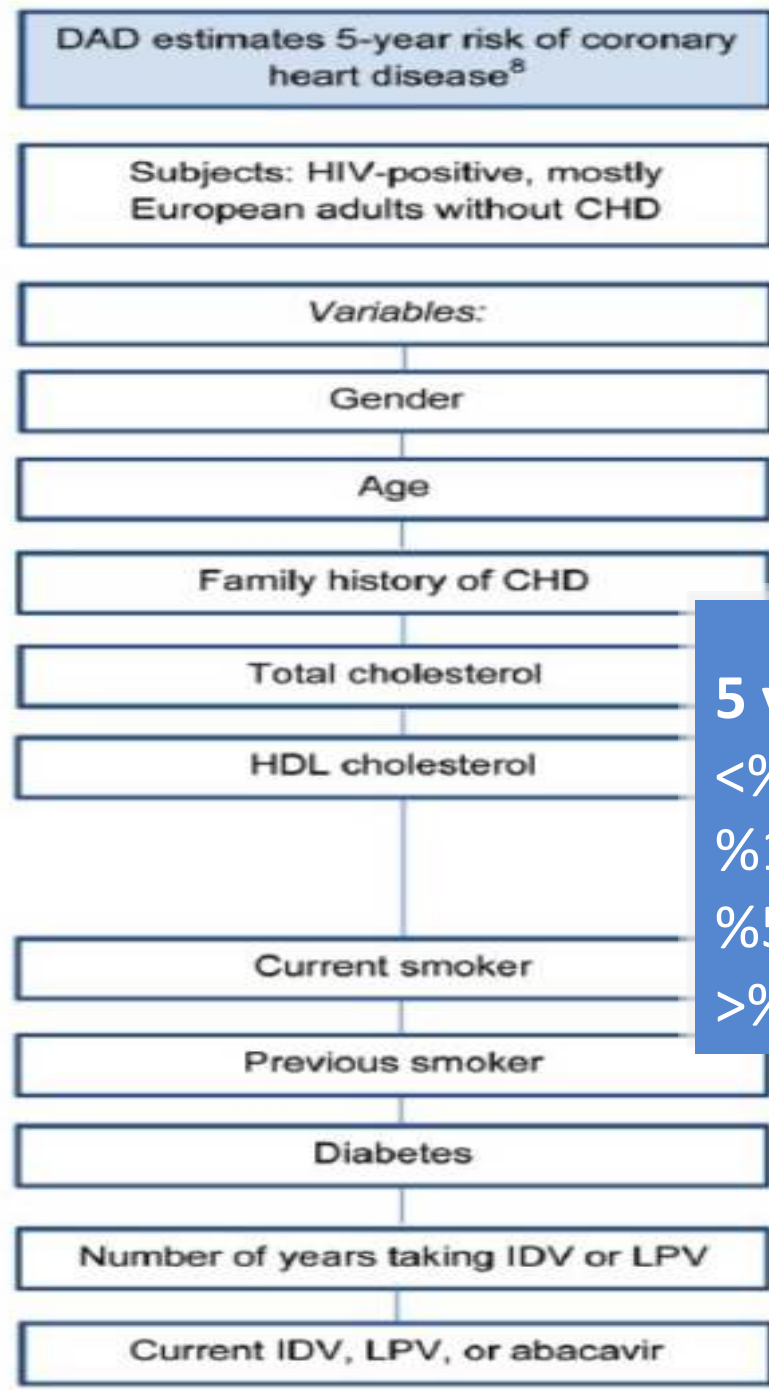 DAD estimates 5-year risk of coronary
heart disease⁸
Subjects: HIV-positive, mostly
European adults without CHD
Variables:
Gender
Age
Family history of CHD
Total cholesterol
HDL cholesterol
5
<%
%1
%5
>%
Current smoker
Previous smoker
Diabetes
Number of years taking IDV or LPV
Current IDV, LPV, or abacavir